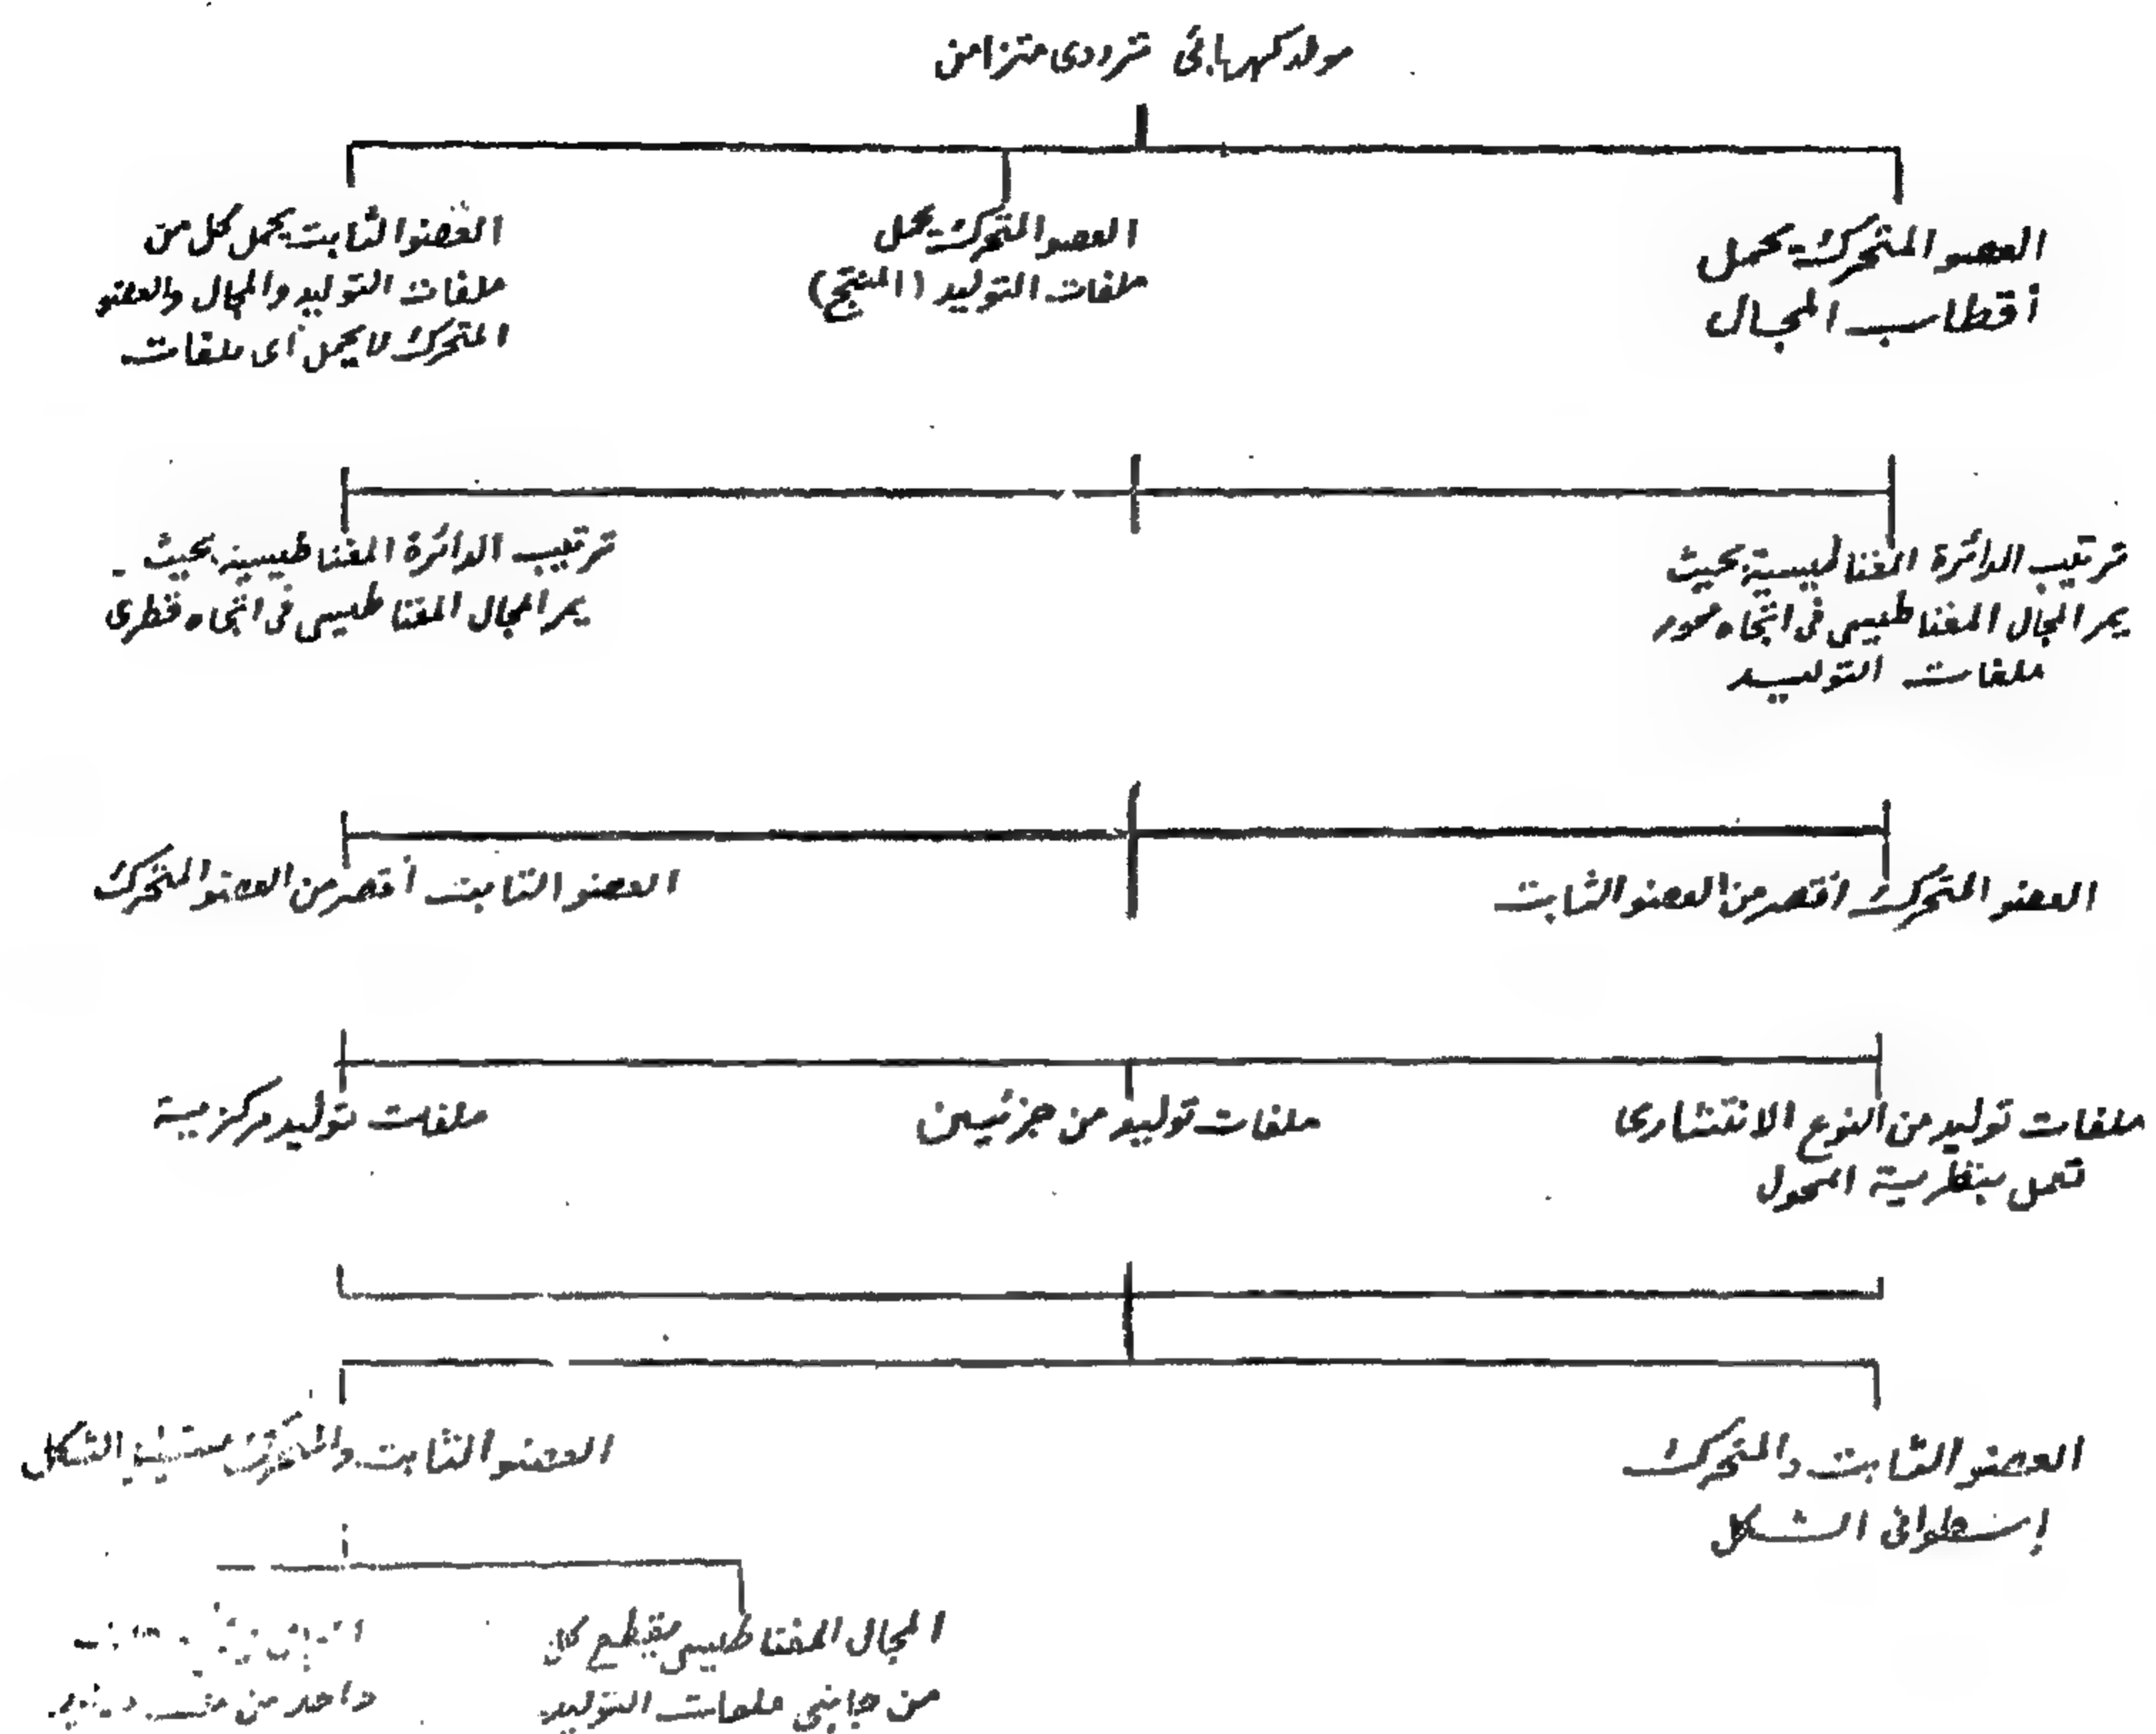 مولد كهربائى ترددى متزامن
العضو المتحرك يحمل
أقطاب المجال
العضو المتحرك يحمل
ملفات التوليد (المنتج)
العضو الثابت يحمل كل من
ملفات التوليد والمجال والعضو
المتحرك لا يحمل أى ملفات
ترتيب الدائرة المغناطيسية بحيث
يمر المجال المغناطيسى فى اتجاه محور
ملفات التوليد
ترتيب الدائرة المغناطيسية بحيث
يمر المجال المغناطيسى فى اتجاه قطرى
العضو المتحرك اقصر من العضو الثابت
العضو الثابت أقصر من العضو المتحرك
ملفات توليد من النوع الانتشارى
تعمل بنظرية المحول
ملفات توليد من جزئين
ملفات توليد مركزية
العضو الثابت والمتحرك
إسطوانى الشكل
العضو الثابت والمتحرك الشكل
المجال المغناطيسى يقطع كل
من جانبى ملفات التوليد
واحد من